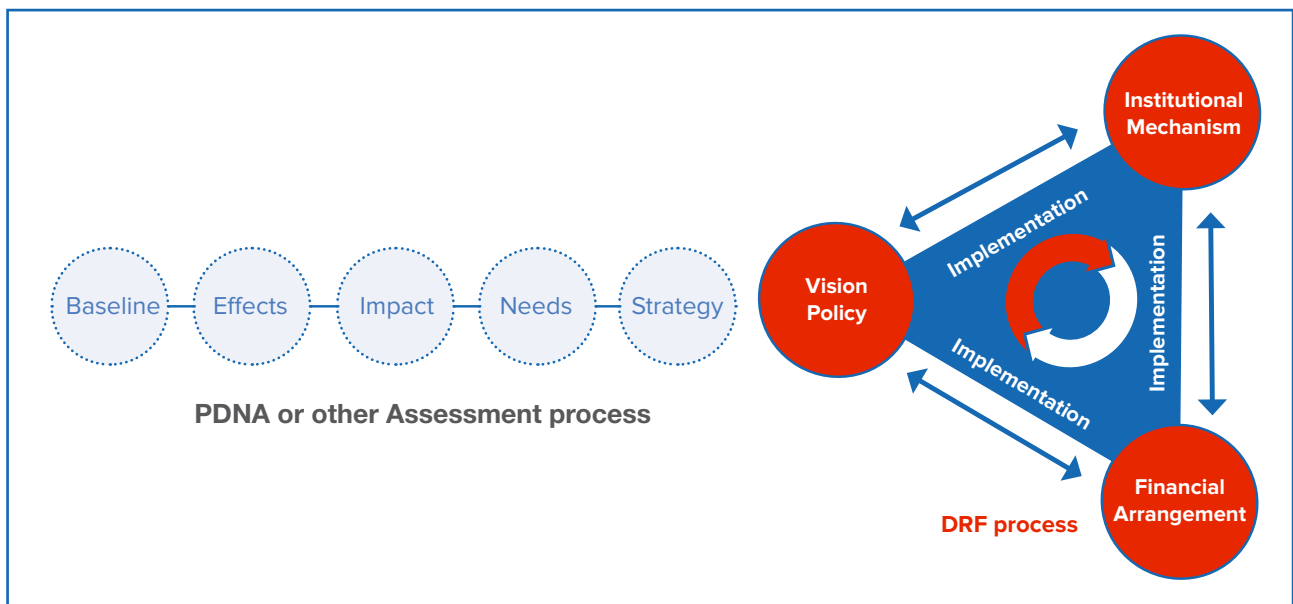 Baseline
Effects
Impact
Needs
Strategy
PDNA or other Assessment process
Vision
Policy
Institutional
Mechanism
Implementation
Implementation
Implementation
Financial
Arrangement
DRF process